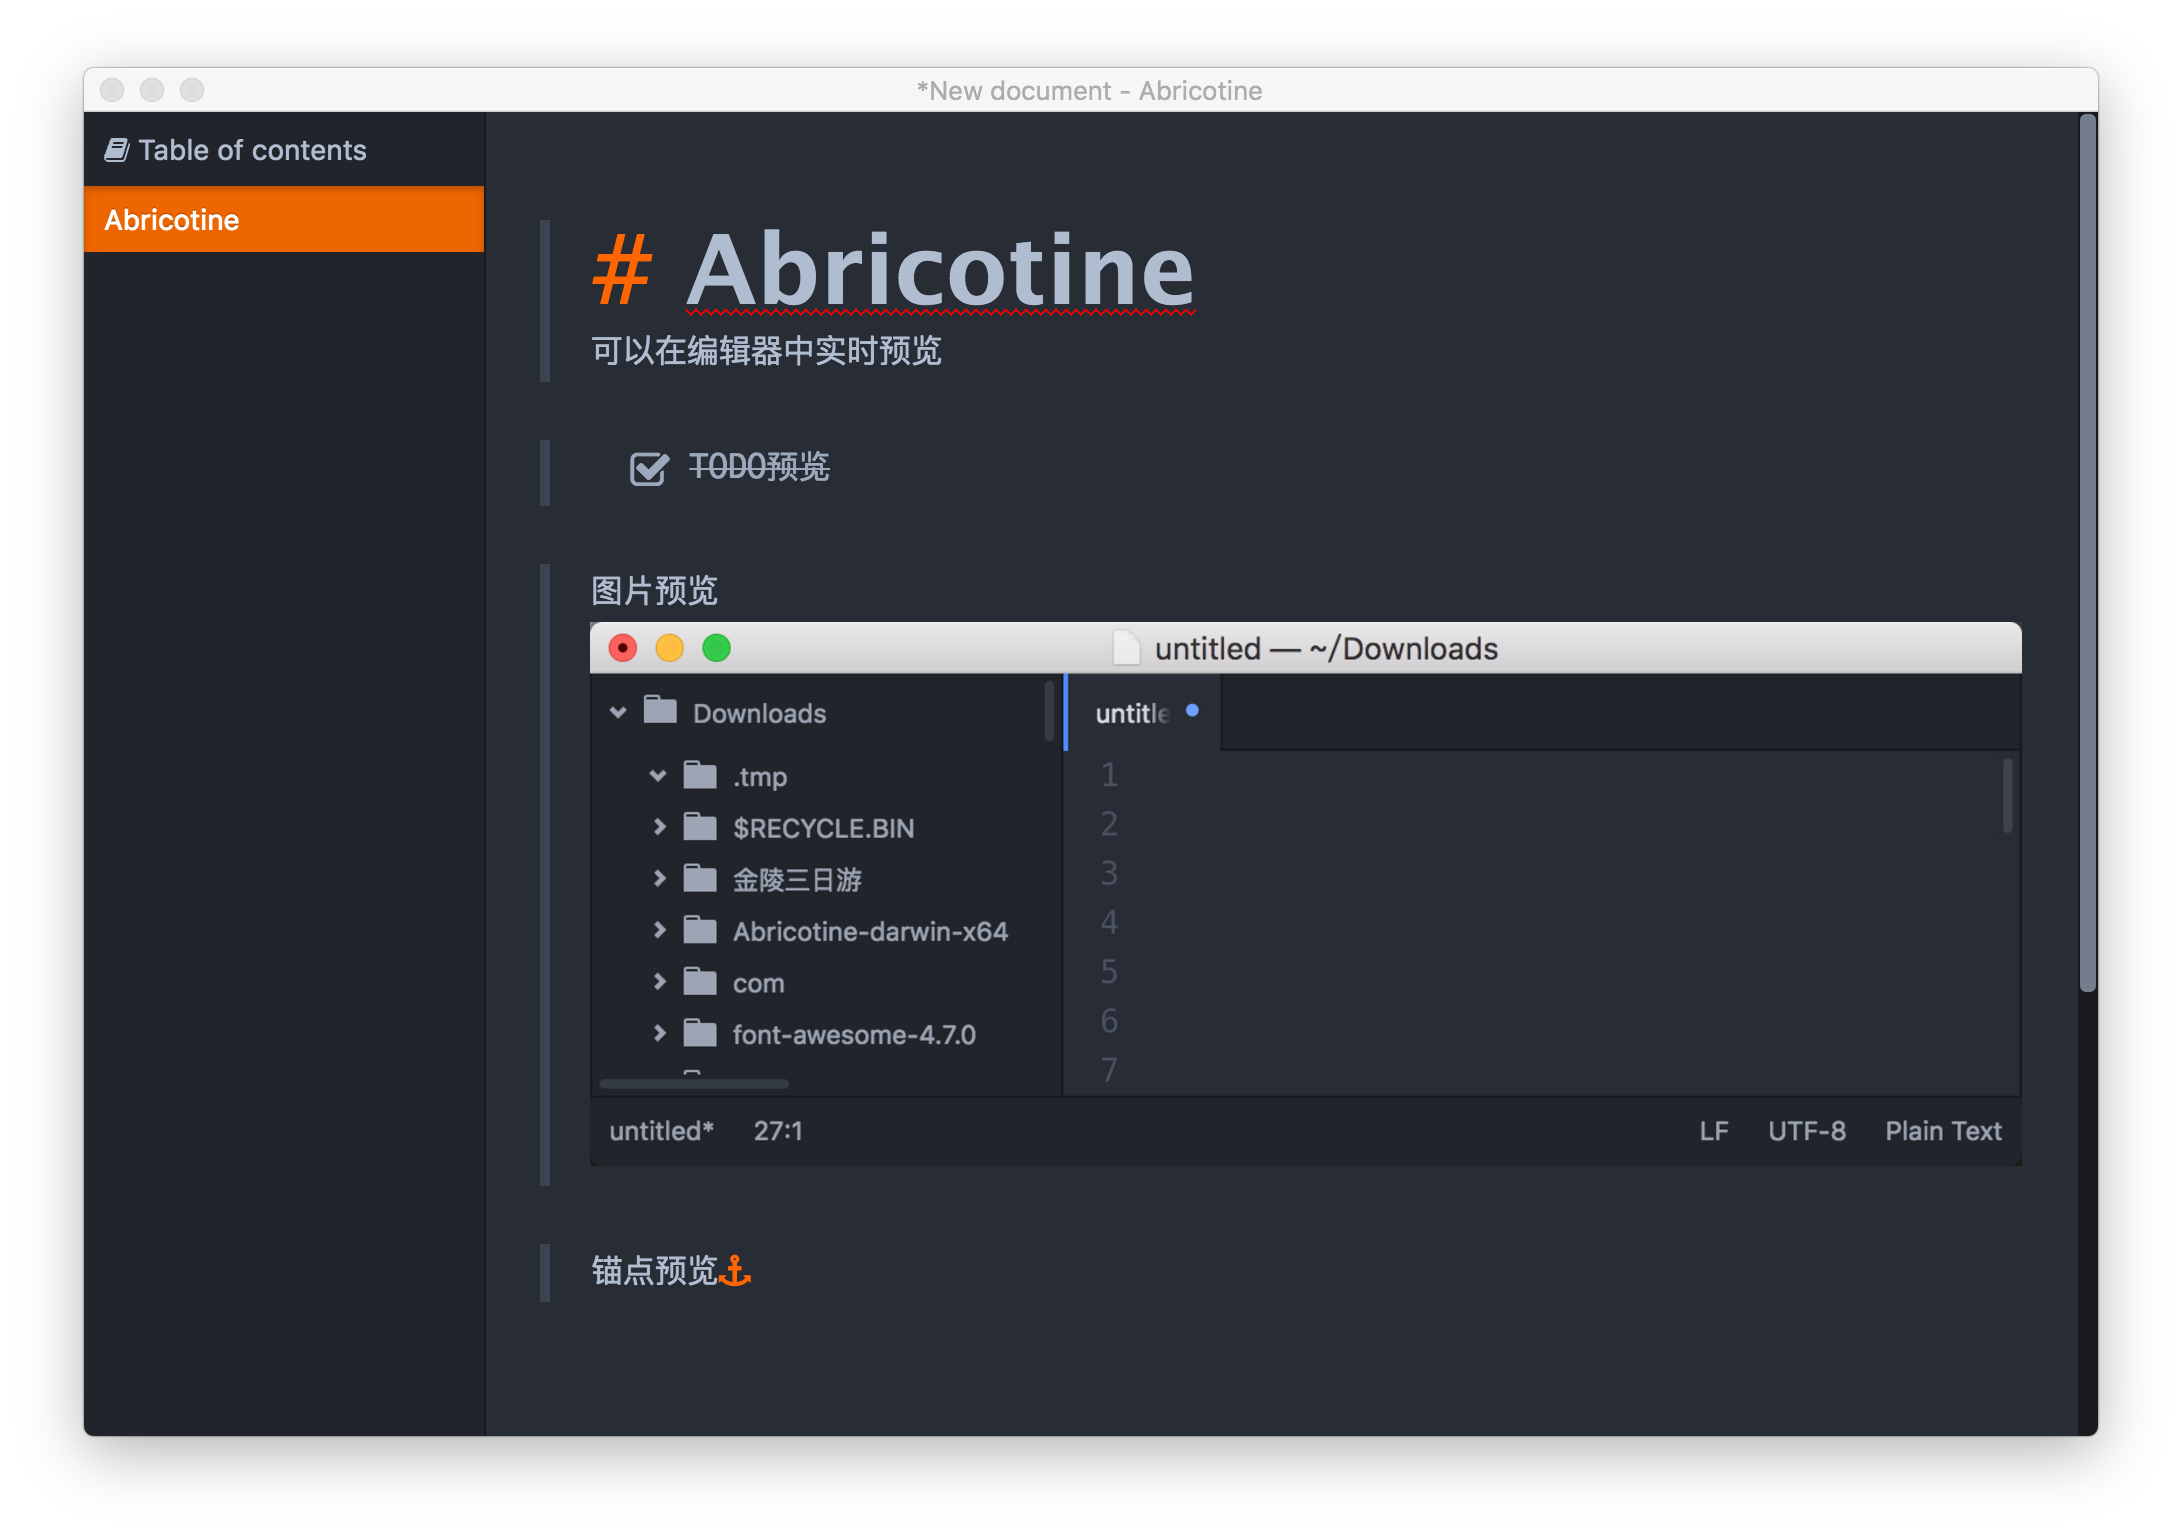 *New document - Abricotine
Table of contents
Abricotine
# Abricotine
可以在编辑器中实时预览
TODO预览
图片预览
untitled — ~/Downloads
Downloads
.tmp
$RECYCLE.BIN
金陵三日游
Abricotine-darwin-x64
com
font-awesome-4.7.0
untitle
1
2
3
4
5
6
7
untitled* 27:1 LF UTF-8 Plain Text
锚点预览